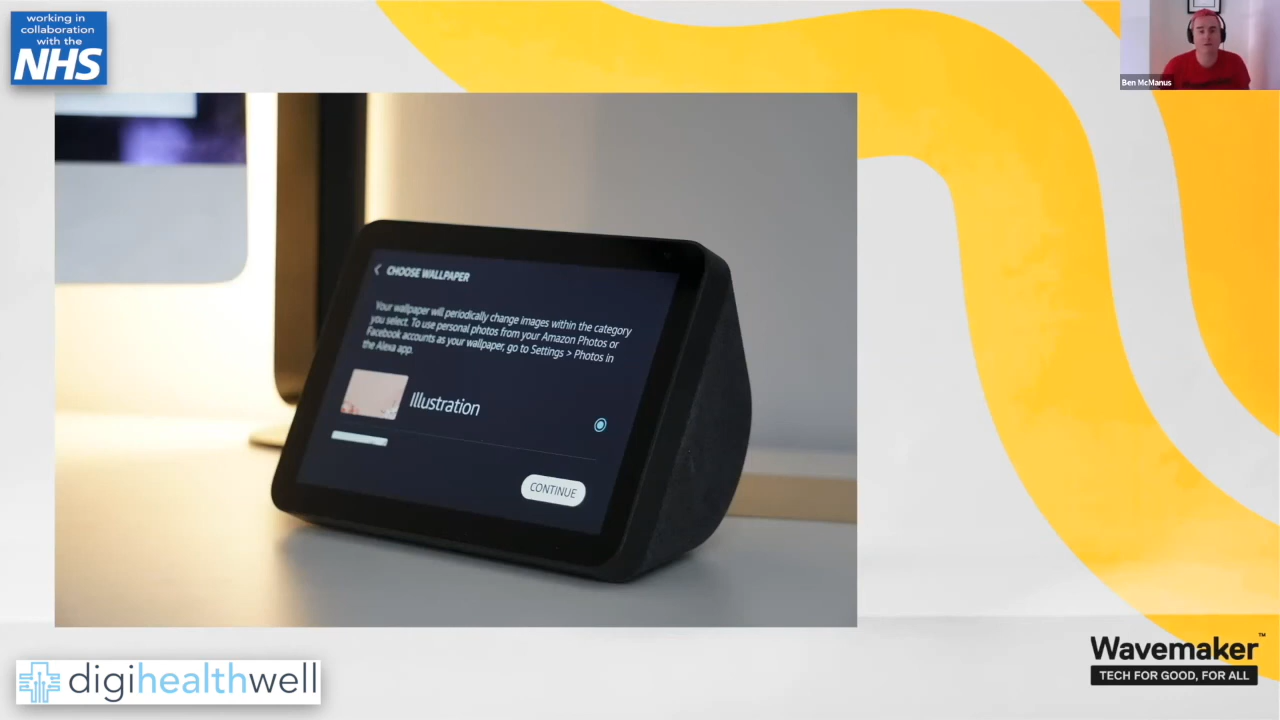 working in
collaboration
with the
NHS
Ben McManus
CHOOSE WALLPAPER
Your wallpaper will periodically change images within the category
you select. To use personal photos from your Amazon Photos or
Facebook accounts as your wallpaper, go to Settings > Photos in
the Alexa app.
Illustration
CONTINUE
digihealthwell
Wavemaker™
TECH FOR GOOD, FOR ALL